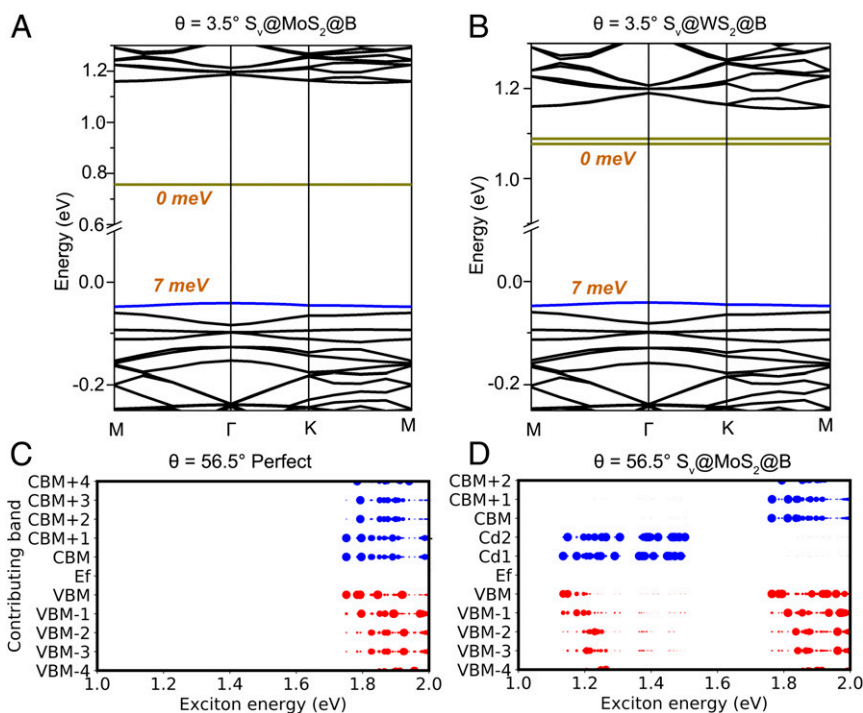 A
θ = 3.5° Sᵥ@MoS₂@B
1.2
1.0
0.8
0.6
0.0
-0.2
Energy (eV)
0 meV
7 meV
M Γ K M
B
θ = 3.5° Sᵥ@WS₂@B
1.2
1.0
0.0
-0.2
Energy (eV)
0 meV
7 meV
M Γ K M
C
θ = 56.5° Perfect
Contributing band
CBM+4
CBM+3
CBM+2
CBM+1
CBM
Ef
VBM
VBM-1
VBM-2
VBM-3
VBM-4
1.0 1.2 1.4 1.6 1.8 2.0
Exciton energy (eV)
D
θ = 56.5° Sᵥ@MoS₂@B
CBM+2
CBM+1
CBM
Cd2
Cd1
Ef
VBM
VBM-1
VBM-2
VBM-3
VBM-4
1.0 1.2 1.4 1.6 1.8 2.0
Exciton energy (eV)